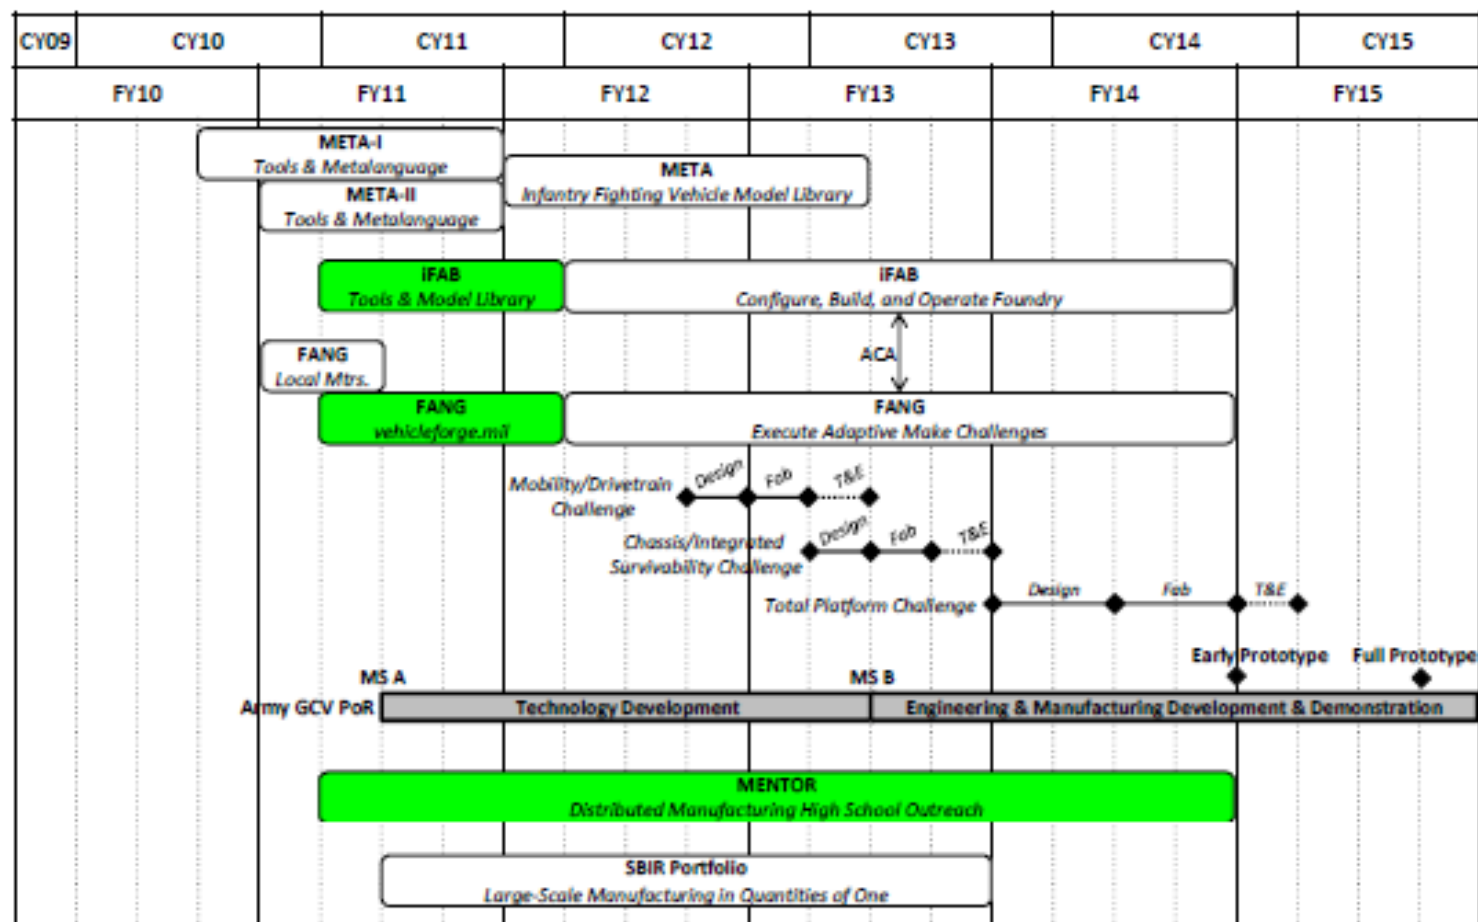 CY09 CY10 CY11 CY12 CY13 CY14 CY15
FY10 FY11 FY12 FY13 FY14 FY15
META-I
Tools & Metalanguage
META-II
Tools & Metalanguage
META
Infantry Fighting Vehicle Model Library
iFAB
Tools & Model Library
iFAB
Configure, Build, and Operate Foundry
ACA
FANG
Local Mtrs.
FANG
vehicleforge.mil
FANG
Execute Adaptive Make Challenges
Mobility/Drivetrain
Challenge
Design Fab T&E
Chassis/Integrated
Survivability Challenge
Design Fab T&E
Total Platform Challenge
Design Fab T&E
Early Prototype Full Prototype
MS A MS B
Army GCV PoR Technology Development Engineering & Manufacturing Development & Demonstration
MENTOR
Distributed Manufacturing High School Outreach
SBIR Portfolio
Large-Scale Manufacturing in Quantities of One